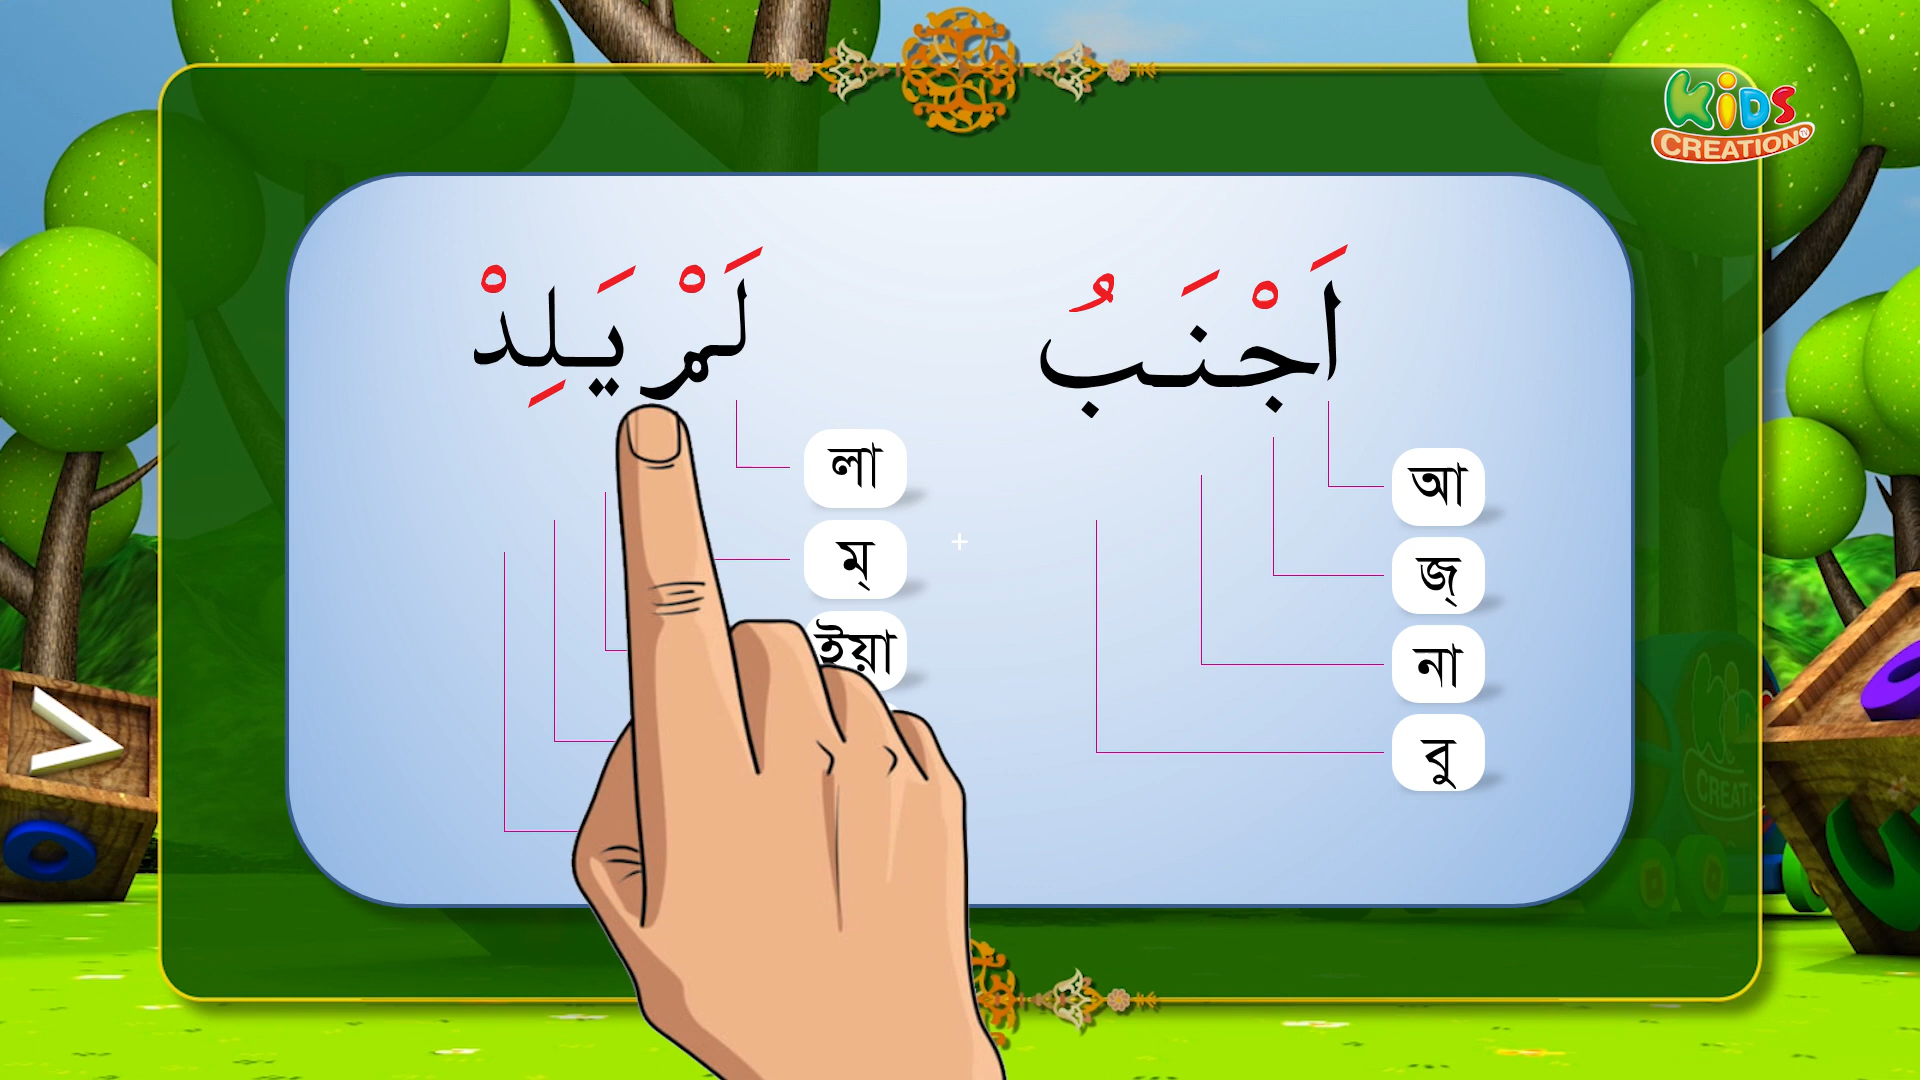 KiDS
CREATION
اَجْنَبُ
لَمْ يَلِدْ
আ
জ্
না
বু
লা
ম্
ইয়া